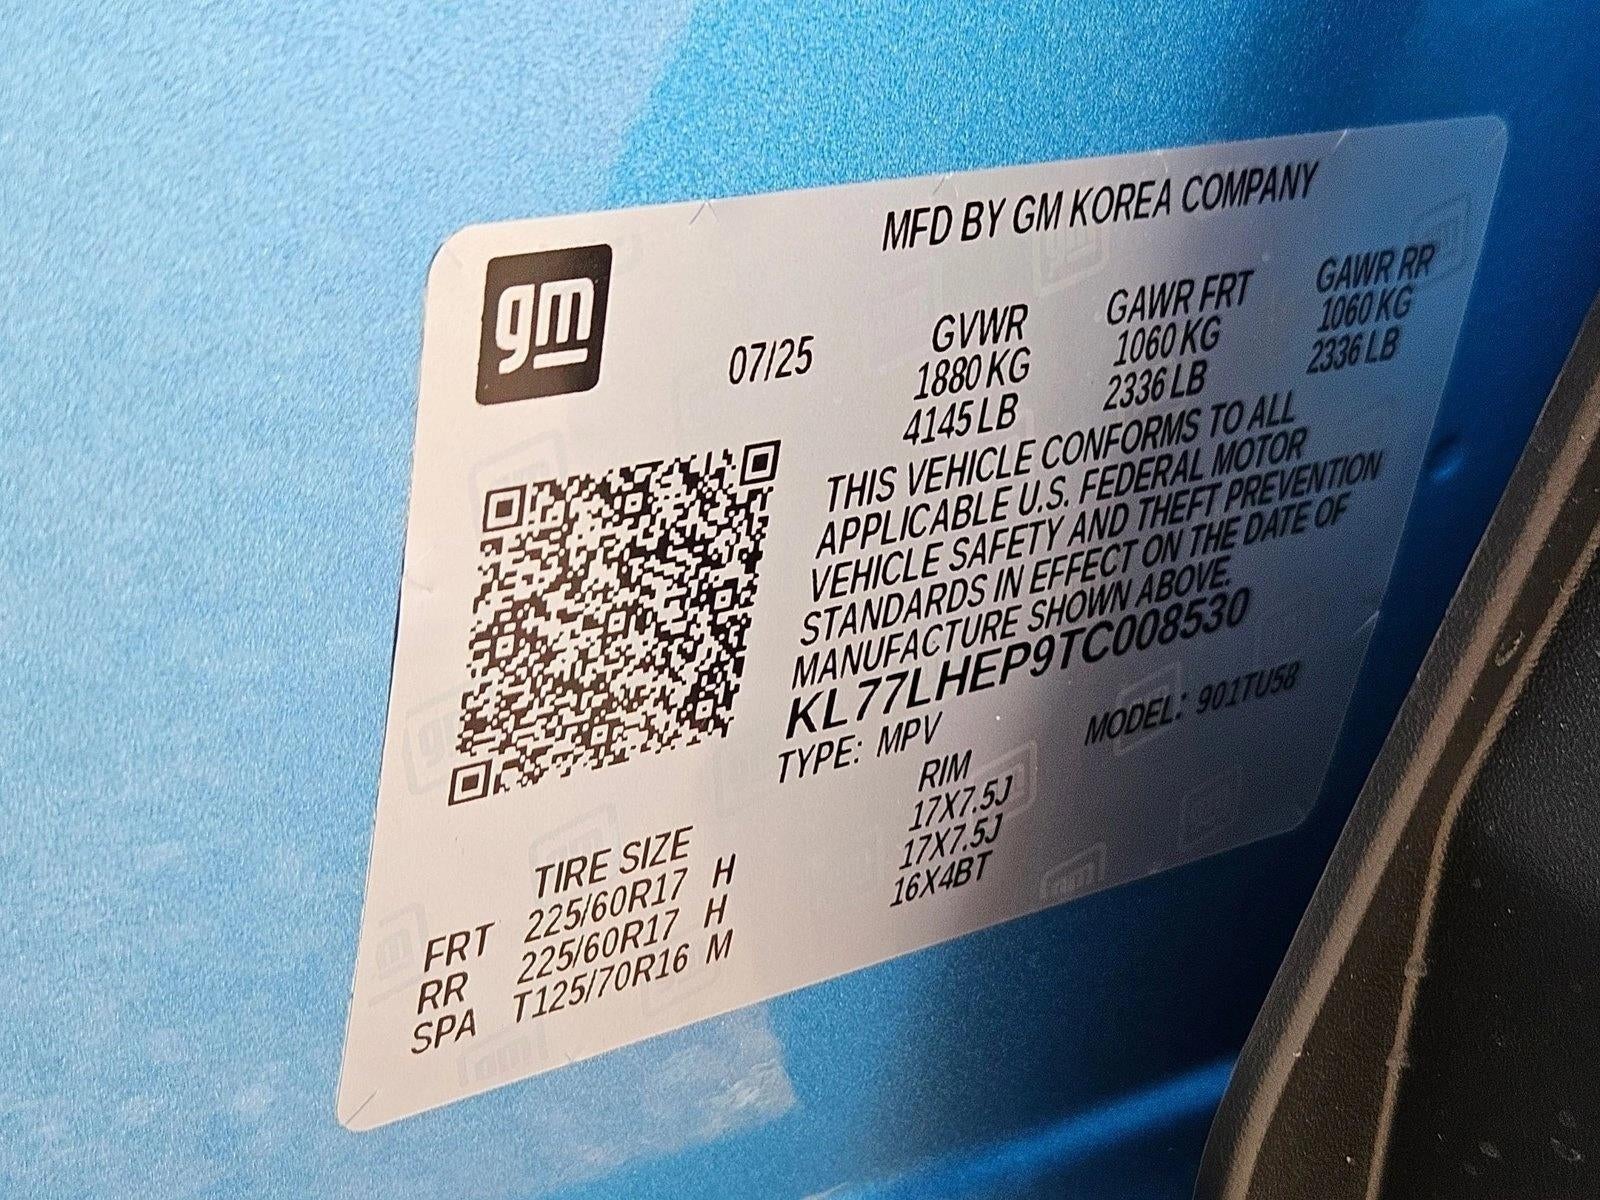 gm
MFD BY GM KOREA COMPANY
07/25
GVWR GAWR FRT GAWR RR
1880 KG 1060 KG 1060 KG
4145 LB 2336 LB 2336 LB
THIS VEHICLE CONFORMS TO ALL
APPLICABLE U.S. FEDERAL MOTOR
VEHICLE SAFETY AND THEFT PREVENTION
STANDARDS IN EFFECT ON THE DATE OF
MANUFACTURE SHOWN ABOVE.
KL77LHEP9TC008530
TYPE: MPV MODEL: 901TU58
TIRE SIZE RIM
FRT 225/60R17 H 17X7.5J
RR 225/60R17 H 17X7.5J
SPA T125/70R16 M 16X4BT